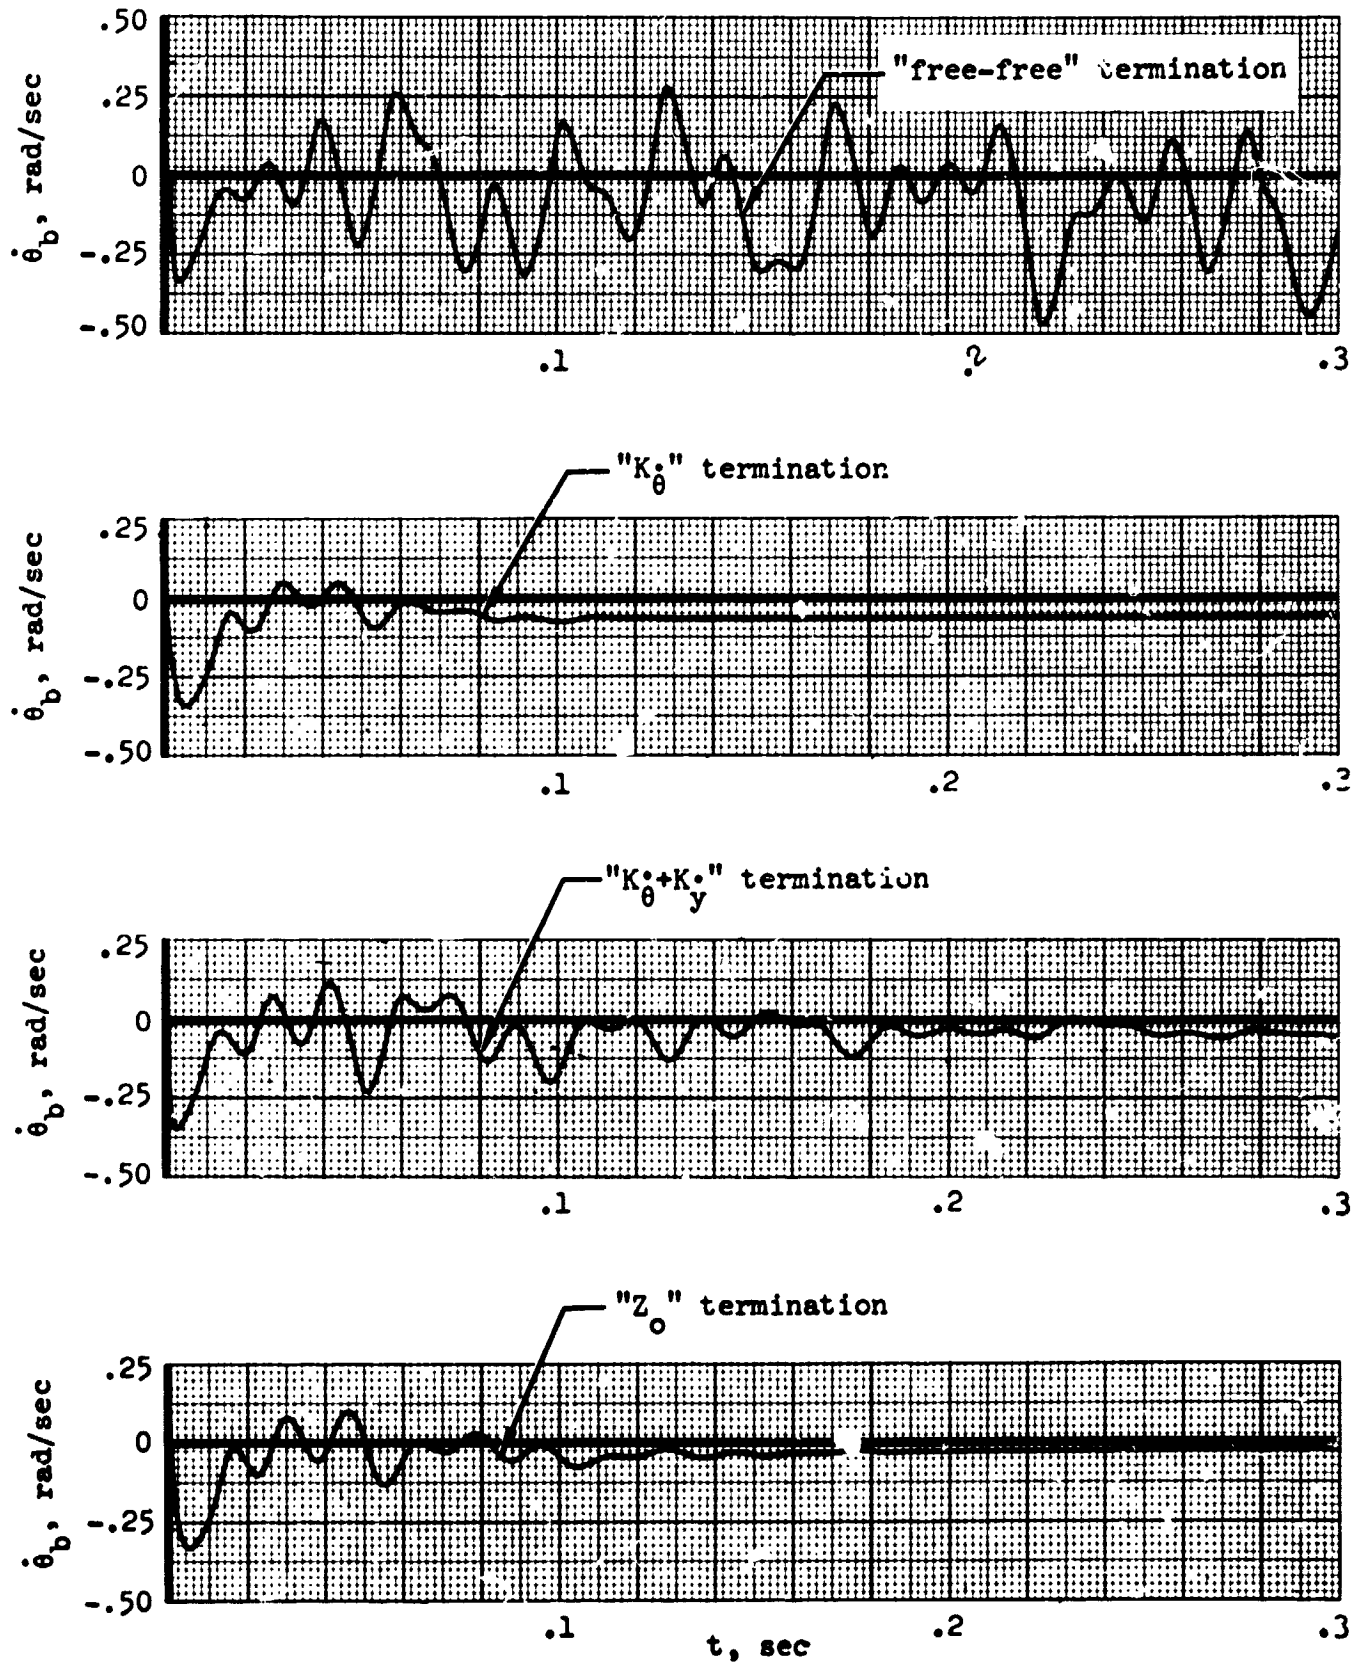 .50
"free-free" termination
.25
0
-.25
-.50
θ̇b, rad/sec
.1 .2 .3
"Kθ̇" termination
.25
0
-.25
-.50
θ̇b, rad/sec
.1 .2 .3
"Kθ̇+Kẏ" termination
.25
0
-.25
-.50
θ̇b, rad/sec
.1 .2 .3
"Zo" termination
.25
0
-.25
-.50
θ̇b, rad/sec
.1 .2 .3
t, sec